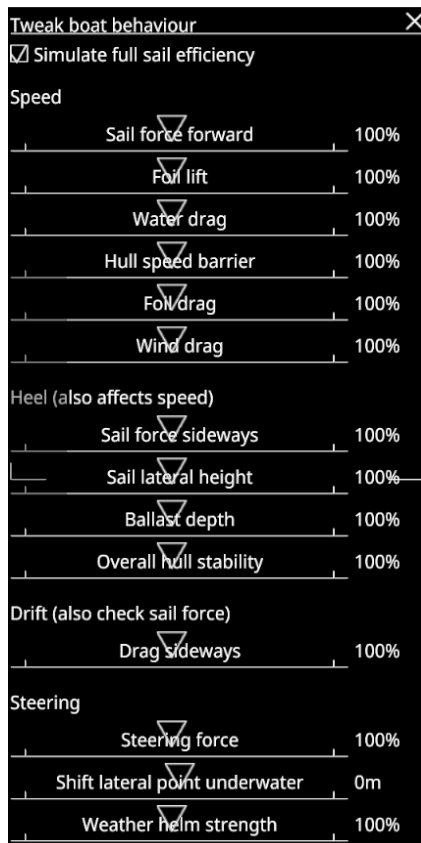 Tweak boat behaviour
Simulate full sail efficiency
Speed
Sail force forward 100%
Foil lift 100%
Water drag 100%
Hull speed barrier 100%
Foil drag 100%
Wind drag 100%
Heel (also affects speed)
Sail force sideways 100%
Sail lateral height 100%
Ballast depth 100%
Overall hull stability 100%
Drift (also check sail force)
Drag sideways 100%
Steering
Steering force 100%
Shift lateral point underwater 0m
Weather helm strength 100%